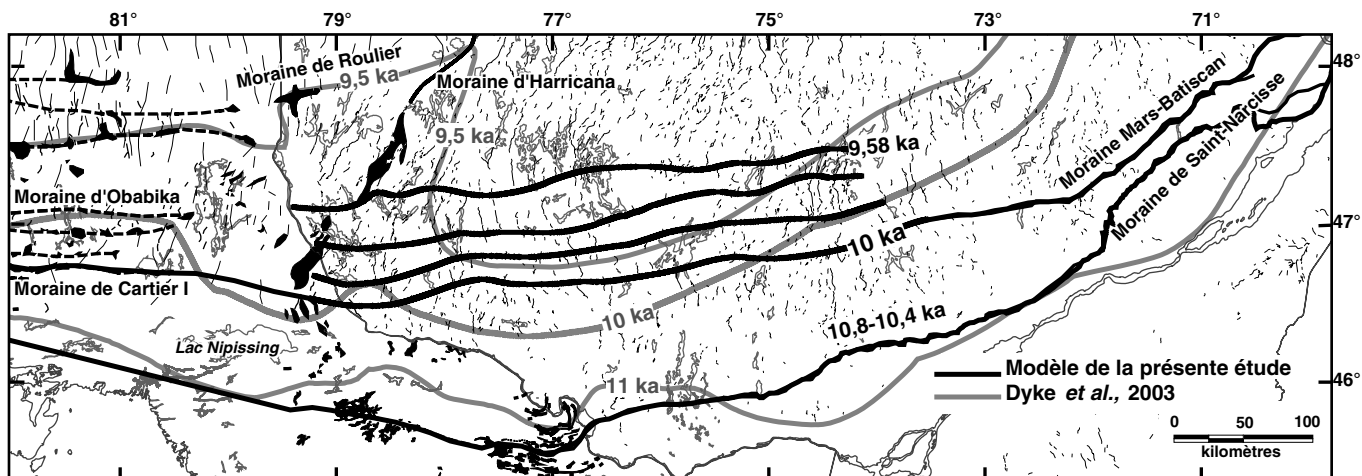 81° 79° 77° 75° 73° 71°
48°
47°
46°
Moraine de Roulier
9,5 ka
Moraine d'Harricana
9,5 ka
9,58 ka
Moraine Mars-Batiscan
Moraine de Saint-Narcisse
Moraine d'Obabika
10 ka
Moraine de Cartier I
10 ka
10,8-10,4 ka
Lac Nipissing
11 ka
Modèle de la présente étude
Dyke et al., 2003
0 50 100
kilomètres